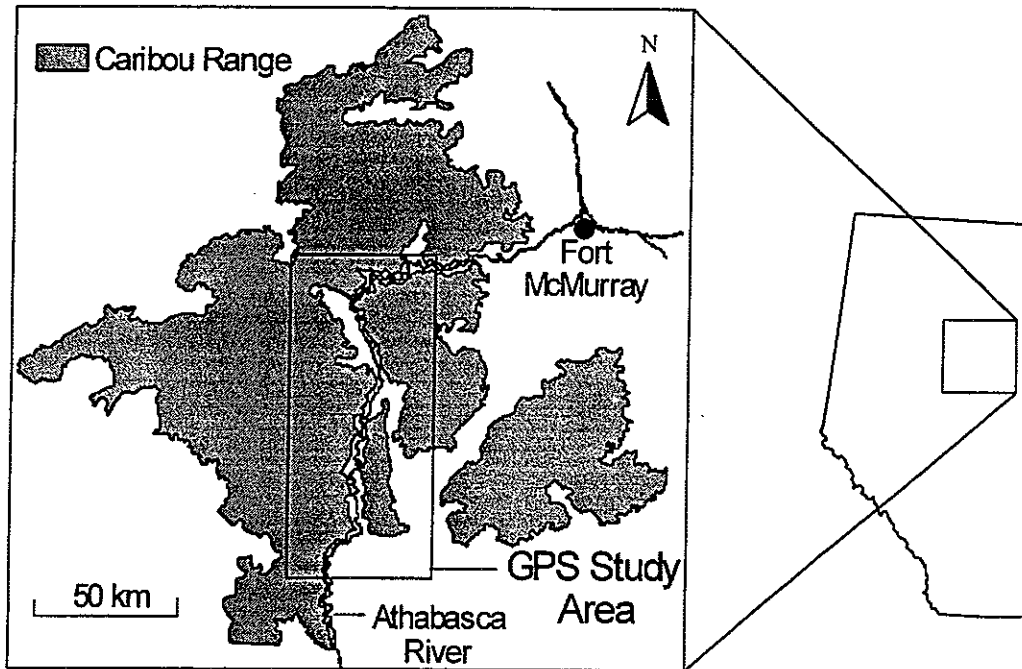 Caribou Range
N
Fort
McMurray
GPS Study
Area
50 km
Athabasca
River